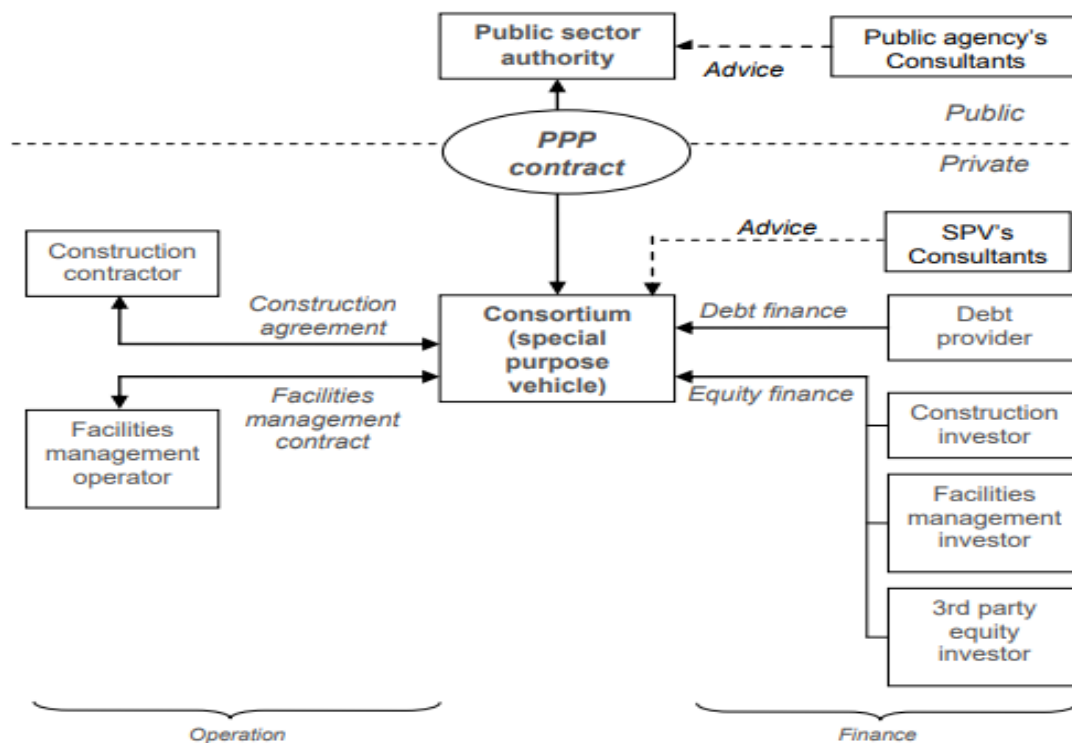 Public sector
authority
Advice
Public agency's
Consultants
Public
PPP
contract
Private
Advice
SPV's
Consultants
Construction
contractor
Construction
agreement
Consortium
(special
purpose
vehicle)
Debt finance
Debt
provider
Facilities
management
contract
Equity finance
Facilities
management
operator
Construction
investor
Facilities
management
investor
3rd party
equity
investor
Operation
Finance